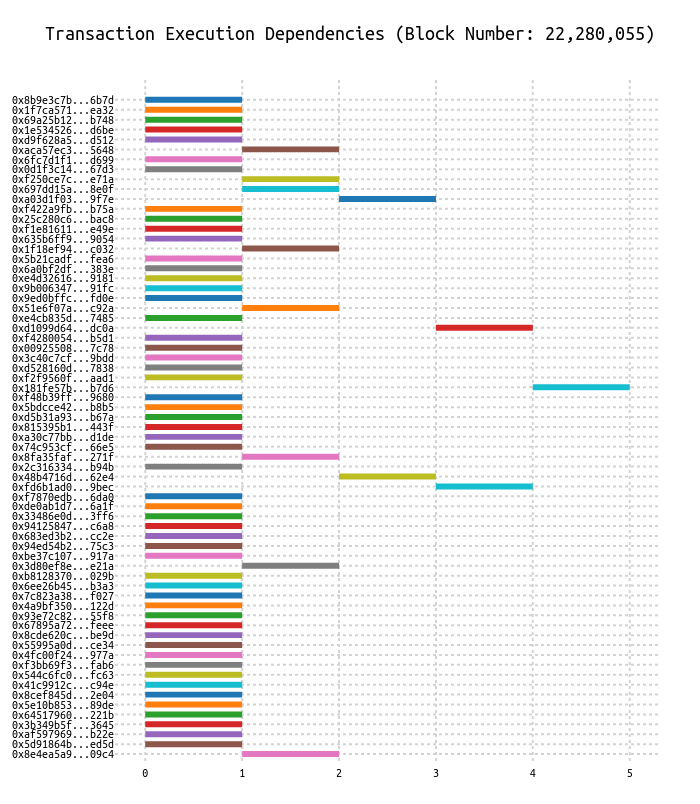 Transaction Execution Dependencies (Block Number: 22,280,055)
0x8b9e3c7b...6b7d
0x1f7ca571...ea32
0x69a25b12...b748
0x1e534526...d6be
0xd9f628a5...d512
0xaca57ec3...5648
0x6fc7d1f1...d699
0x0d1f3c14...67d3
0xf250ce7c...e71a
0x697dd15a...8e0f
0xa03d1f03...9f7e
0xf422a9fb...b75a
0x25c280c6...bac8
0xf1e81611...e49e
0x635b6ff9...9054
0x1f18ef94...c032
0x5b21cadf...fea6
0x6a0bf2df...383e
0xe4d32616...9181
0x9b006347...91fc
0x9ed0bffc...fd0e
0x51e6f07a...c92a
0xe4cb835d...7485
0xd1099d64...dc0a
0xf4280054...b5d1
0x00925508...7c78
0x3c40c7cf...9bdd
0xd528160d...7838
0xf2f9560f...aad1
0x181fe57b...b7d6
0xf48b39ff...9680
0x5bdcce42...b8b5
0xd5b31a93...b67a
0x815395b1...443f
0xa30c77bb...d1de
0x74c953cf...66e5
0x8fa35faf...271f
0x2c316334...b94b
0x48b4716d...62e4
0xfd6b1ad0...9bec
0xf7870edb...6da0
0xde0ab1d7...6a1f
0x33486e0d...3ff6
0x94125847...c6a8
0x683ed3b2...cc2e
0x94ed54b2...75c3
0xbe37c107...917a
0x3d80ef8e...e21a
0xb8128370...029b
0x6ee26b45...b3a3
0x7c823a38...f027
0x4a9bf350...122d
0x93e72c82...55f8
0x67895a72...feee
0x8cde620c...be9d
0x55995a0d...ce34
0x4fc00f24...977a
0xf3bb69f3...fab6
0x544c6fc0...fc63
0x41c9912c...c94e
0x8cef845d...2e04
0x5e10b853...89de
0x64517960...221b
0x3b349b5f...3645
0xaf597969...b22e
0x5d91864b...ed5d
0x8e4ea5a9...09c4
0 1 2 3 4 5